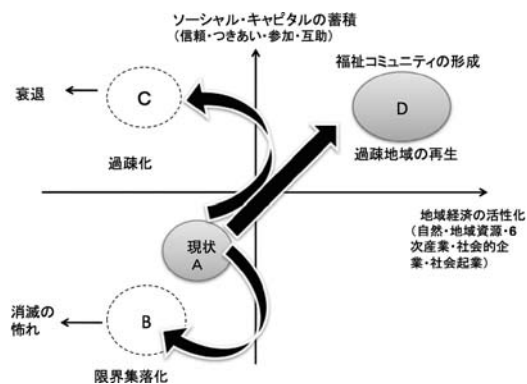 ソーシャル・キャピタルの蓄積
(信頼・つきあい・参加・互助)
福祉コミュニティの形成
衰退
C
D
過疎化
過疎地域の再生
現状
A
地域経済の活性化
(自然・地域資源・6
次産業・社会的企
業・社会起業)
消滅の
怖れ
B
限界集落化